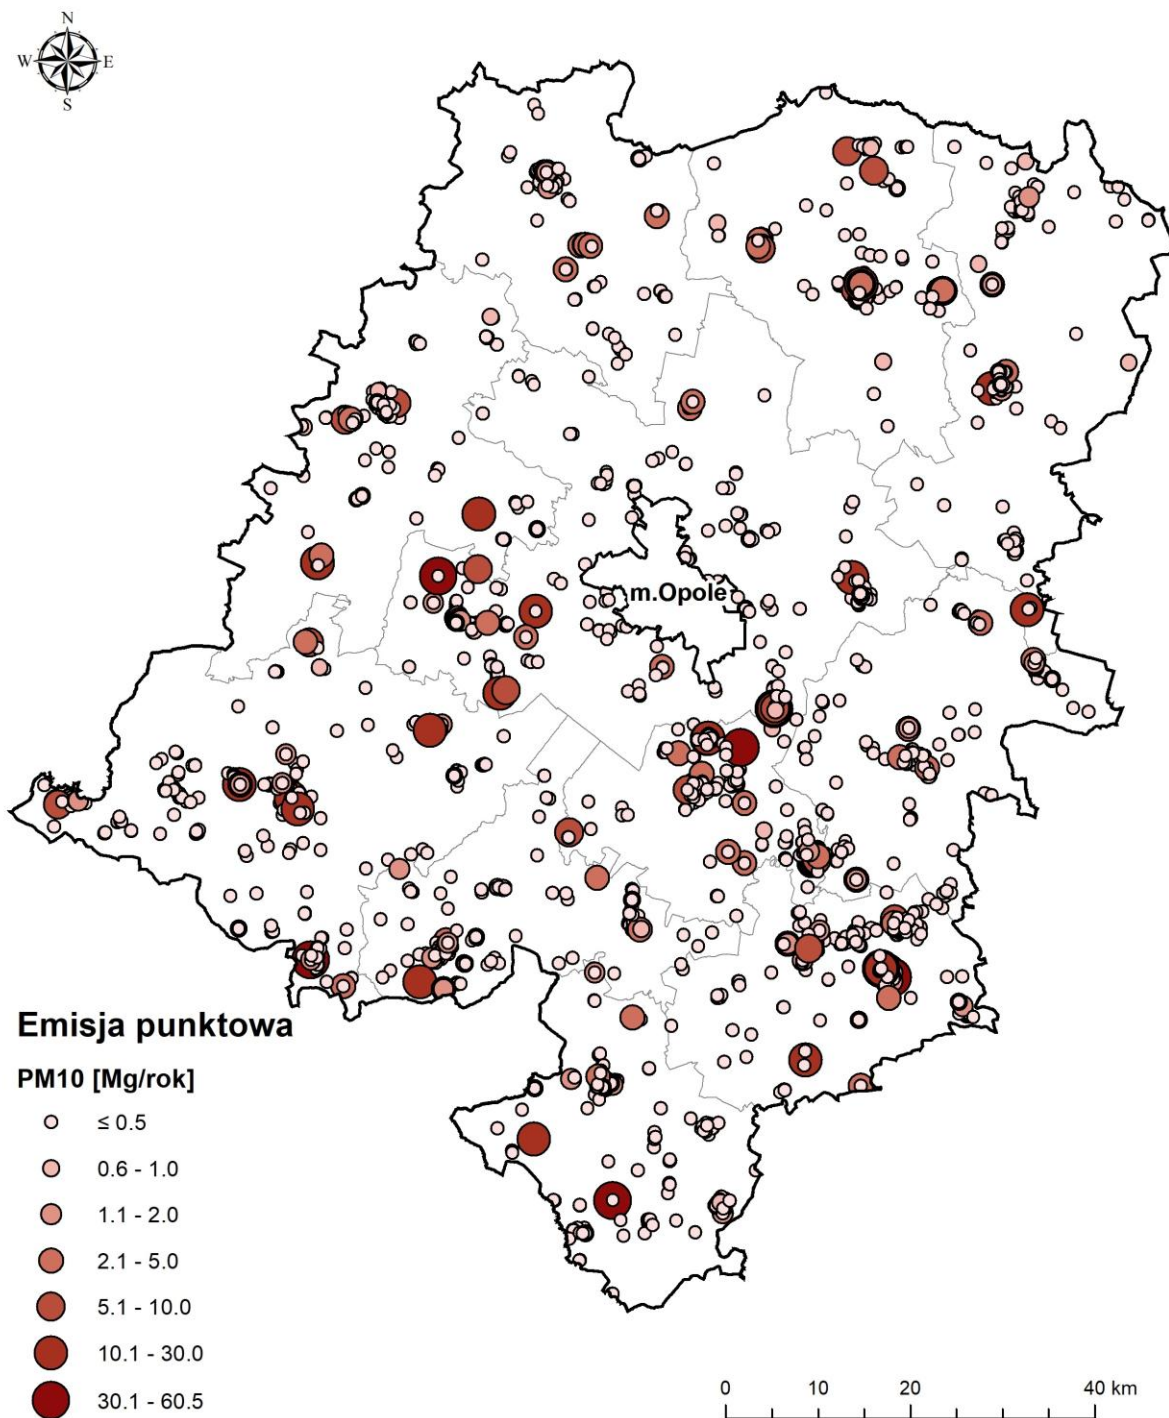 N
W E
S
m.Opole
Emisja punktowa
PM10 [Mg/rok]
≤ 0.5
0.6 - 1.0
1.1 - 2.0
2.1 - 5.0
5.1 - 10.0
10.1 - 30.0
30.1 - 60.5
0 10 20 40 km